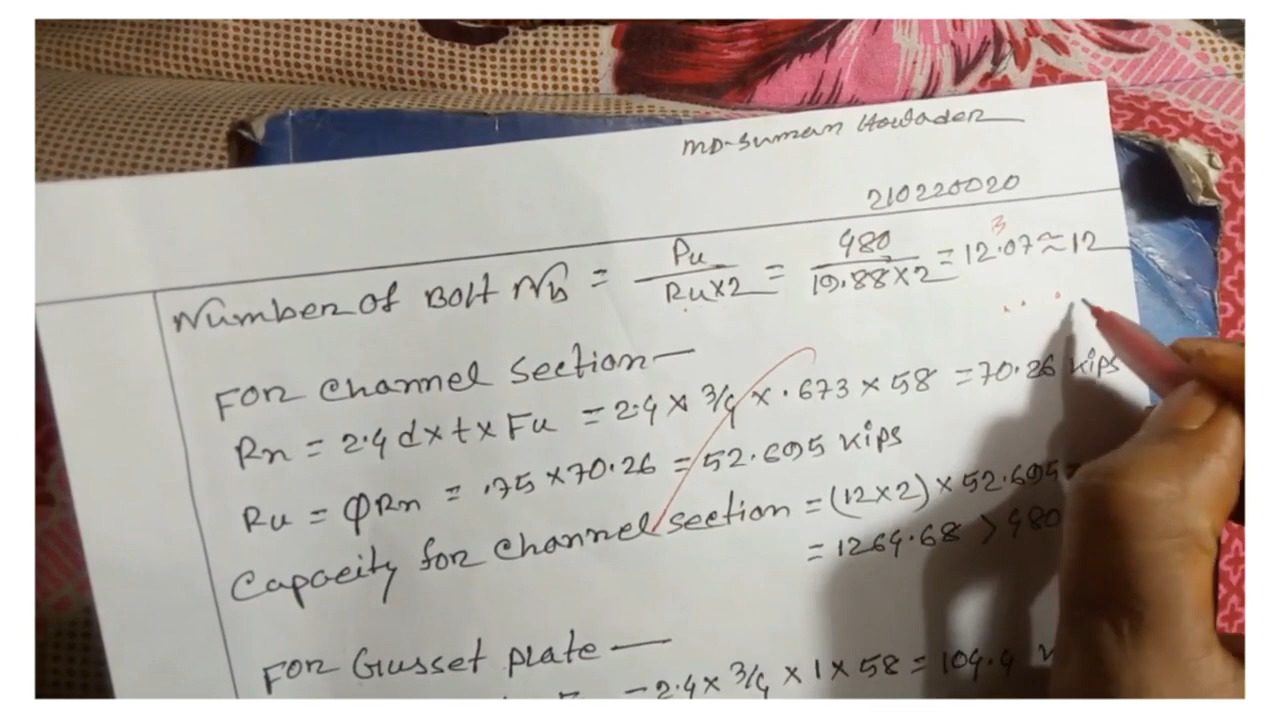 MD-Suman Howlader
210220020
3
Number of Bolt Nb = Pu / Ru×2 = 480 / 19.88×2 = 12.07 ≈ 12
For Channel Section —
Rn = 2.4 d×t×Fu = 2.4 × 3/4 × .673 × 58 = 70.26 kips
Ru = φRn = .75 × 70.26 = 52.695 kips
Capacity for Channel section = (12×2) × 52.695 =
= 1264.68 > 480
For Gusset plate —
= 2.4 × 3/4 × 1 × 58 = 104.4